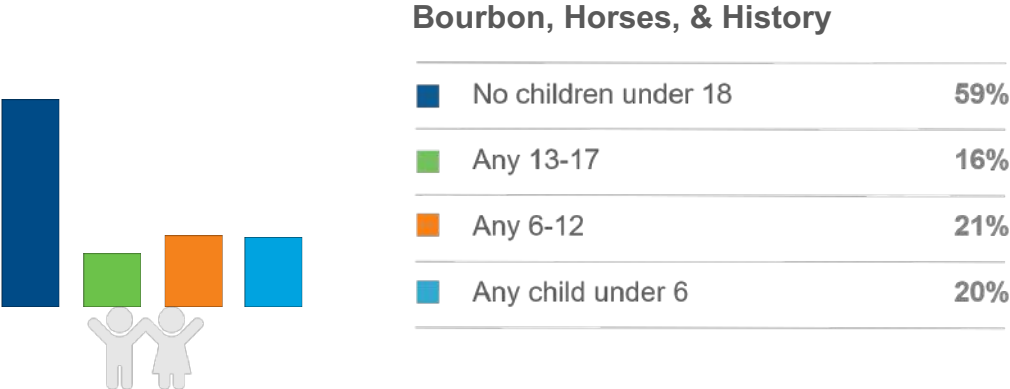 Bourbon, Horses, & History
No children under 18 59%
Any 13-17 16%
Any 6-12 21%
Any child under 6 20%